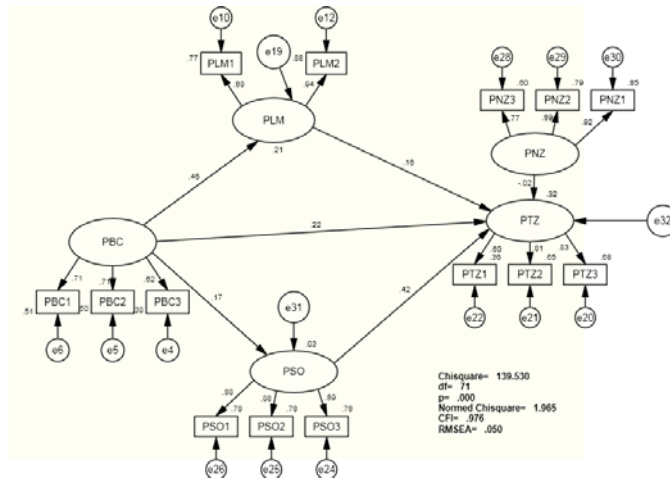 e10
e12
.77
PLM1
e19
.88
PLM2
.89
.94
PLM
.21
e28
e29
e30
.60
.79
.85
PNZ3
PNZ2
PNZ1
.77
.89
.92
PNZ
.46
.16
-.02
.32
PBC
.22
PTZ
e32
.71
.71
.62
PBC1
PBC2
PBC3
.51
.50
e6
e5
e4
.17
e31
.42
.60
.36
.81
.65
.83
.68
PTZ1
PTZ2
PTZ3
e22
e21
e20
.03
PSO
.79
.79
.89
.79
PSO1
PSO2
PSO3
e26
e25
e24
Chisquare= 139.530
df= 71
p= .000
Normed Chisquare= 1.965
CFI= .976
RMSEA= .050